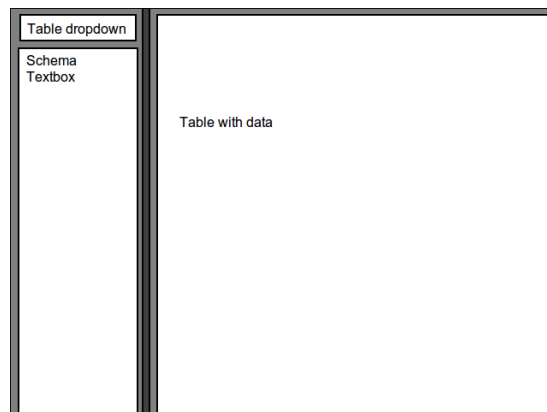 Table dropdown
Schema
Textbox
Table with data